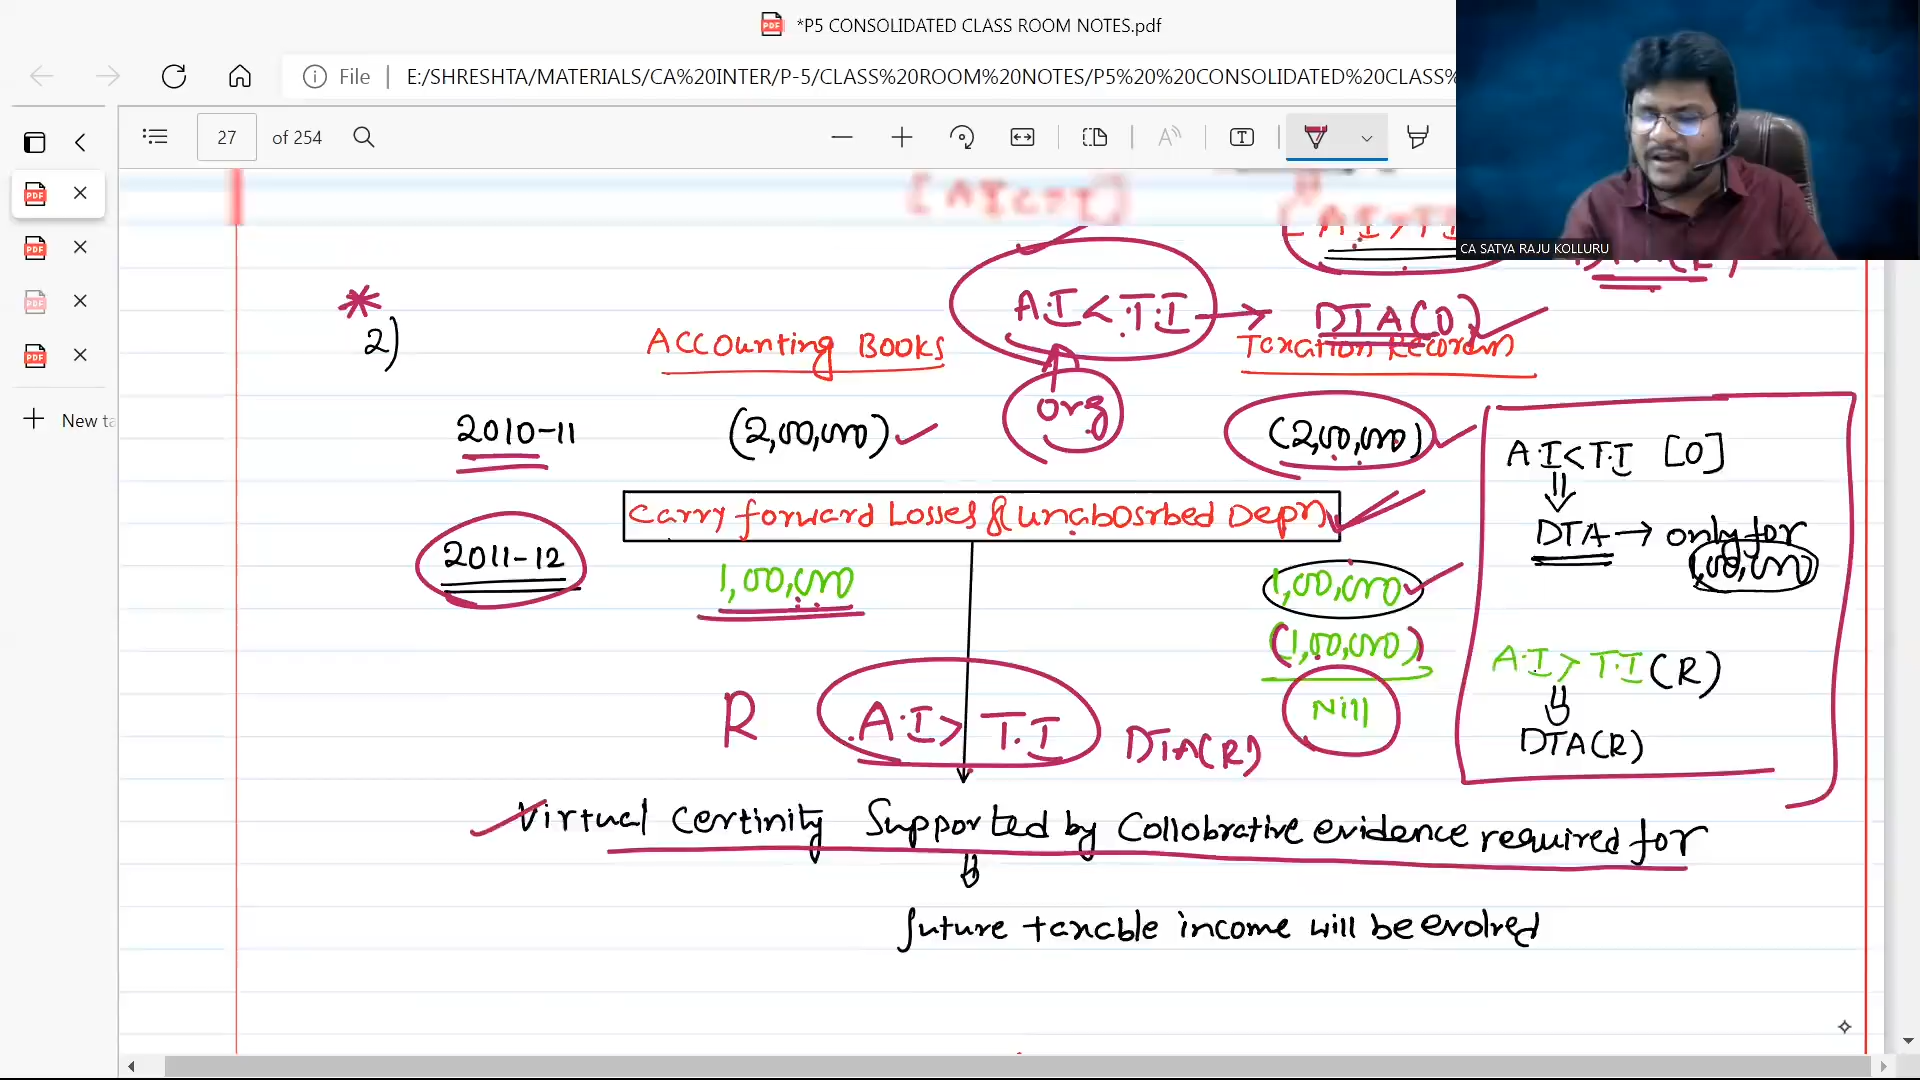 *P5 CONSOLIDATED CLASS ROOM NOTES.pdf
File | E:/SHRESHTA/MATERIALS/CA%20INTER/P-5/CLASS%20ROOM%20NOTES/P5%20%20CONSOLIDATED%20CLASS%
27 of 254
CA SATYA RAJU KOLLURU
[ A.I < T.I ]
[ A.I > T.I
DTA(R)
*
A.I < T.I → DTA(O)
2)
Accounting Books
Taxation Records
org
New ta
2010-11 (2,00,000) (2,00,000)
A.I < T.I [O]
Carry forward Losses & unabosrbed Depn
DTA → only for
1,00,000
2011-12 1,00,000 1,00,000
(1,00,000)
Nill
A.I > T.I (R)
DTA(R)
R A.I > T.I DTA(R)
Virtual Certinity Supported by Collobrative evidence required for
future taxable income will be evolved